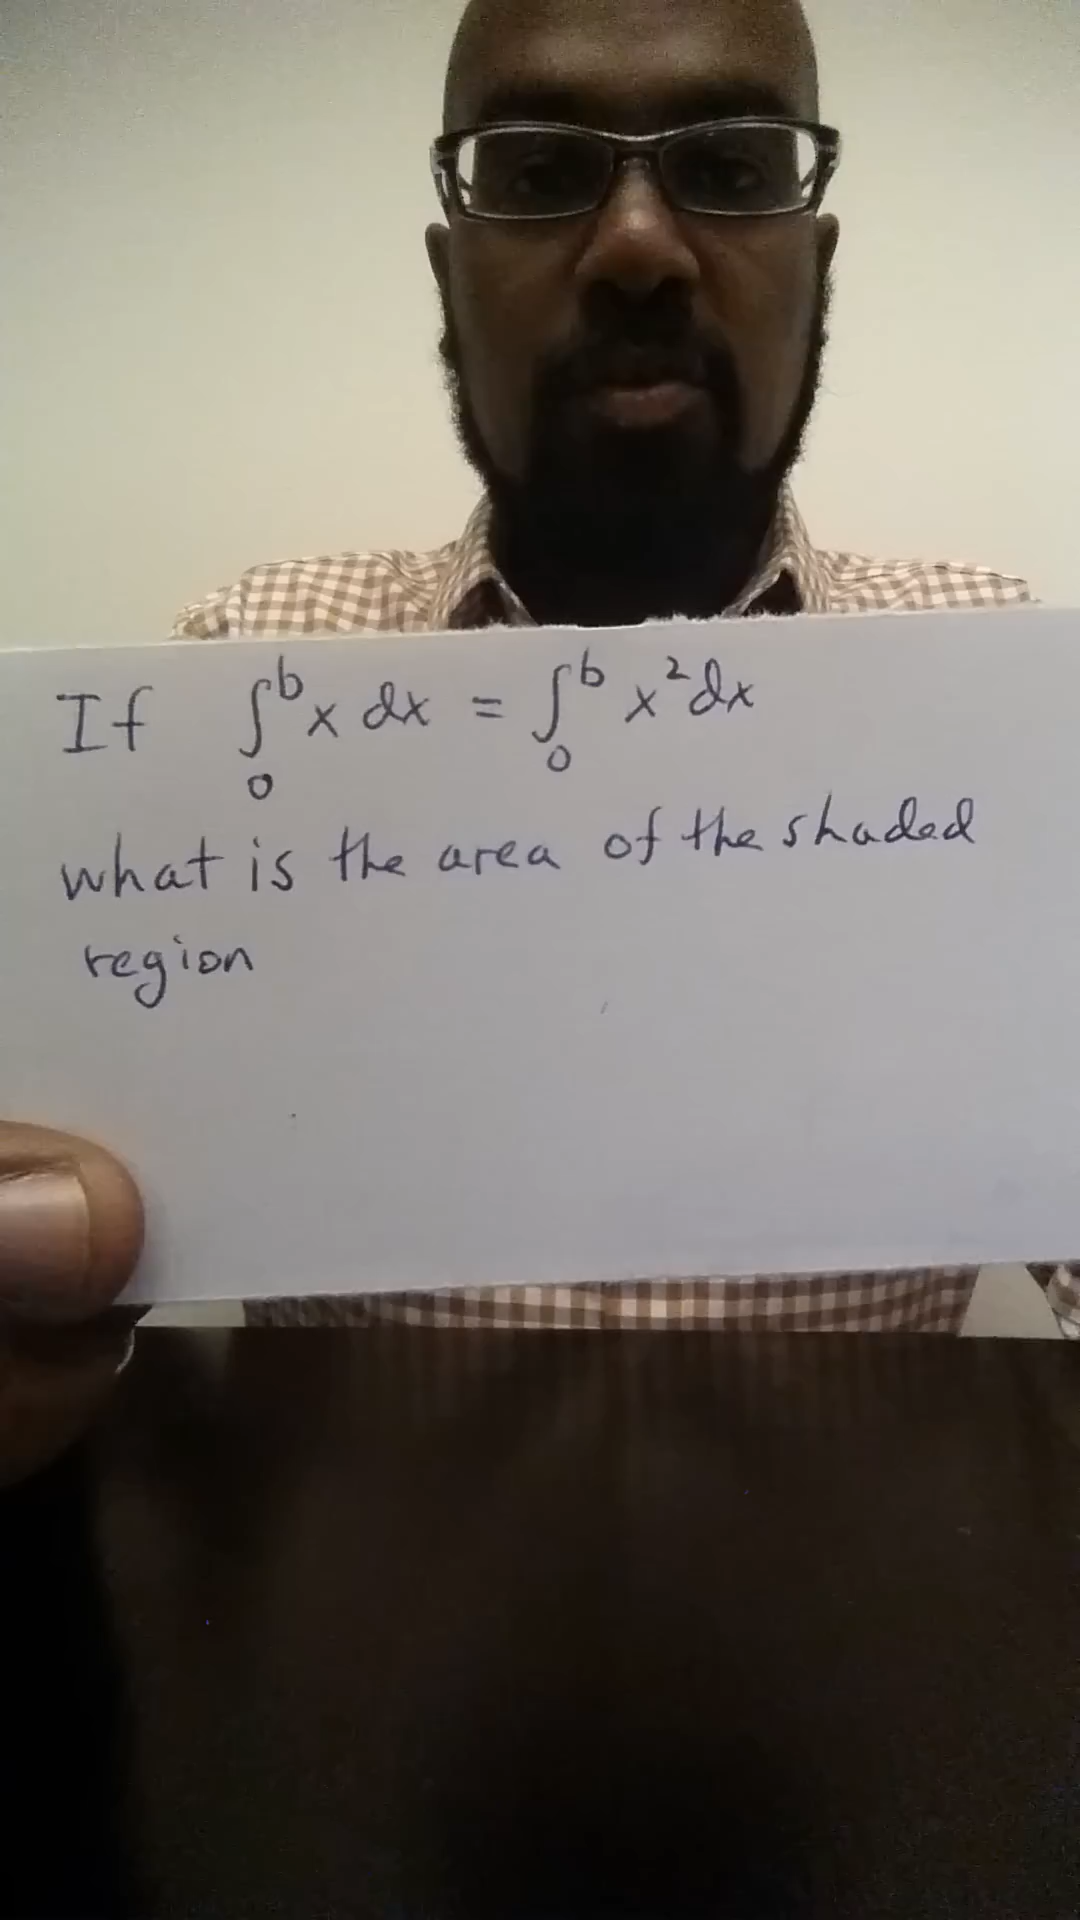 If ∫₀ᵇ x dx = ∫₀ᵇ x² dx
what is the area of the shaded
region